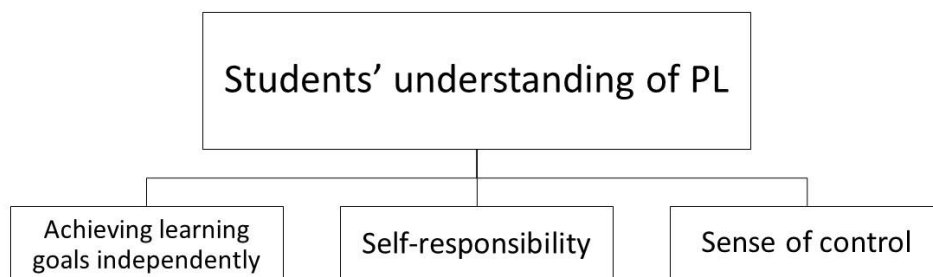 Students’ understanding of PL
Achieving learning
goals independently
Self-responsibility
Sense of control